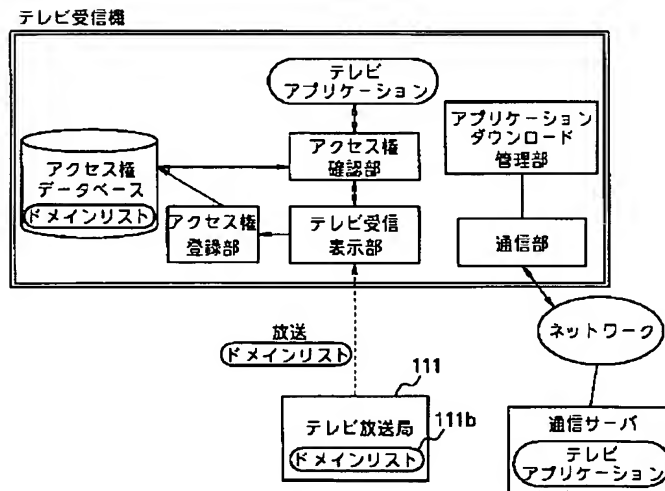 テレビ受信機
テレビ
アプリケーション
アプリケーション
ダウンロード
管理部
アクセス権
確認部
アクセス権
データベース
ドメインリスト
アクセス権
登録部
テレビ受信
表示部
通信部
放送
ドメインリスト
ネットワーク
111
テレビ放送局
111b
ドメインリスト
通信サーバ
テレビ
アプリケーション